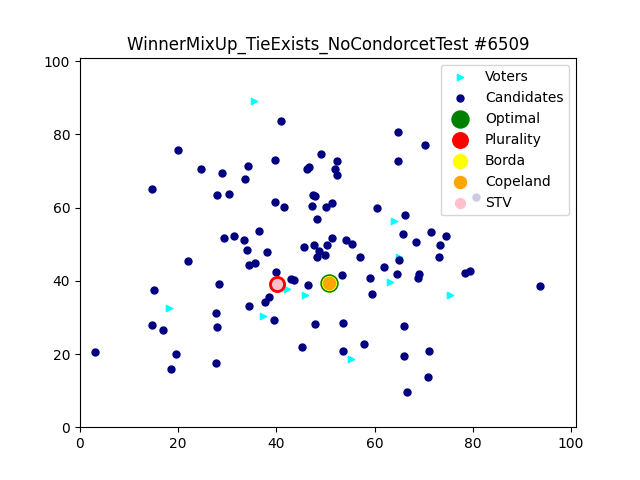 WinnerMixUp_TieExists_NoCondorcetTest #6509
Voters
Candidates
Optimal
Plurality
Borda
Copeland
STV
100
80
60
40
20
0
0 20 40 60 80 100